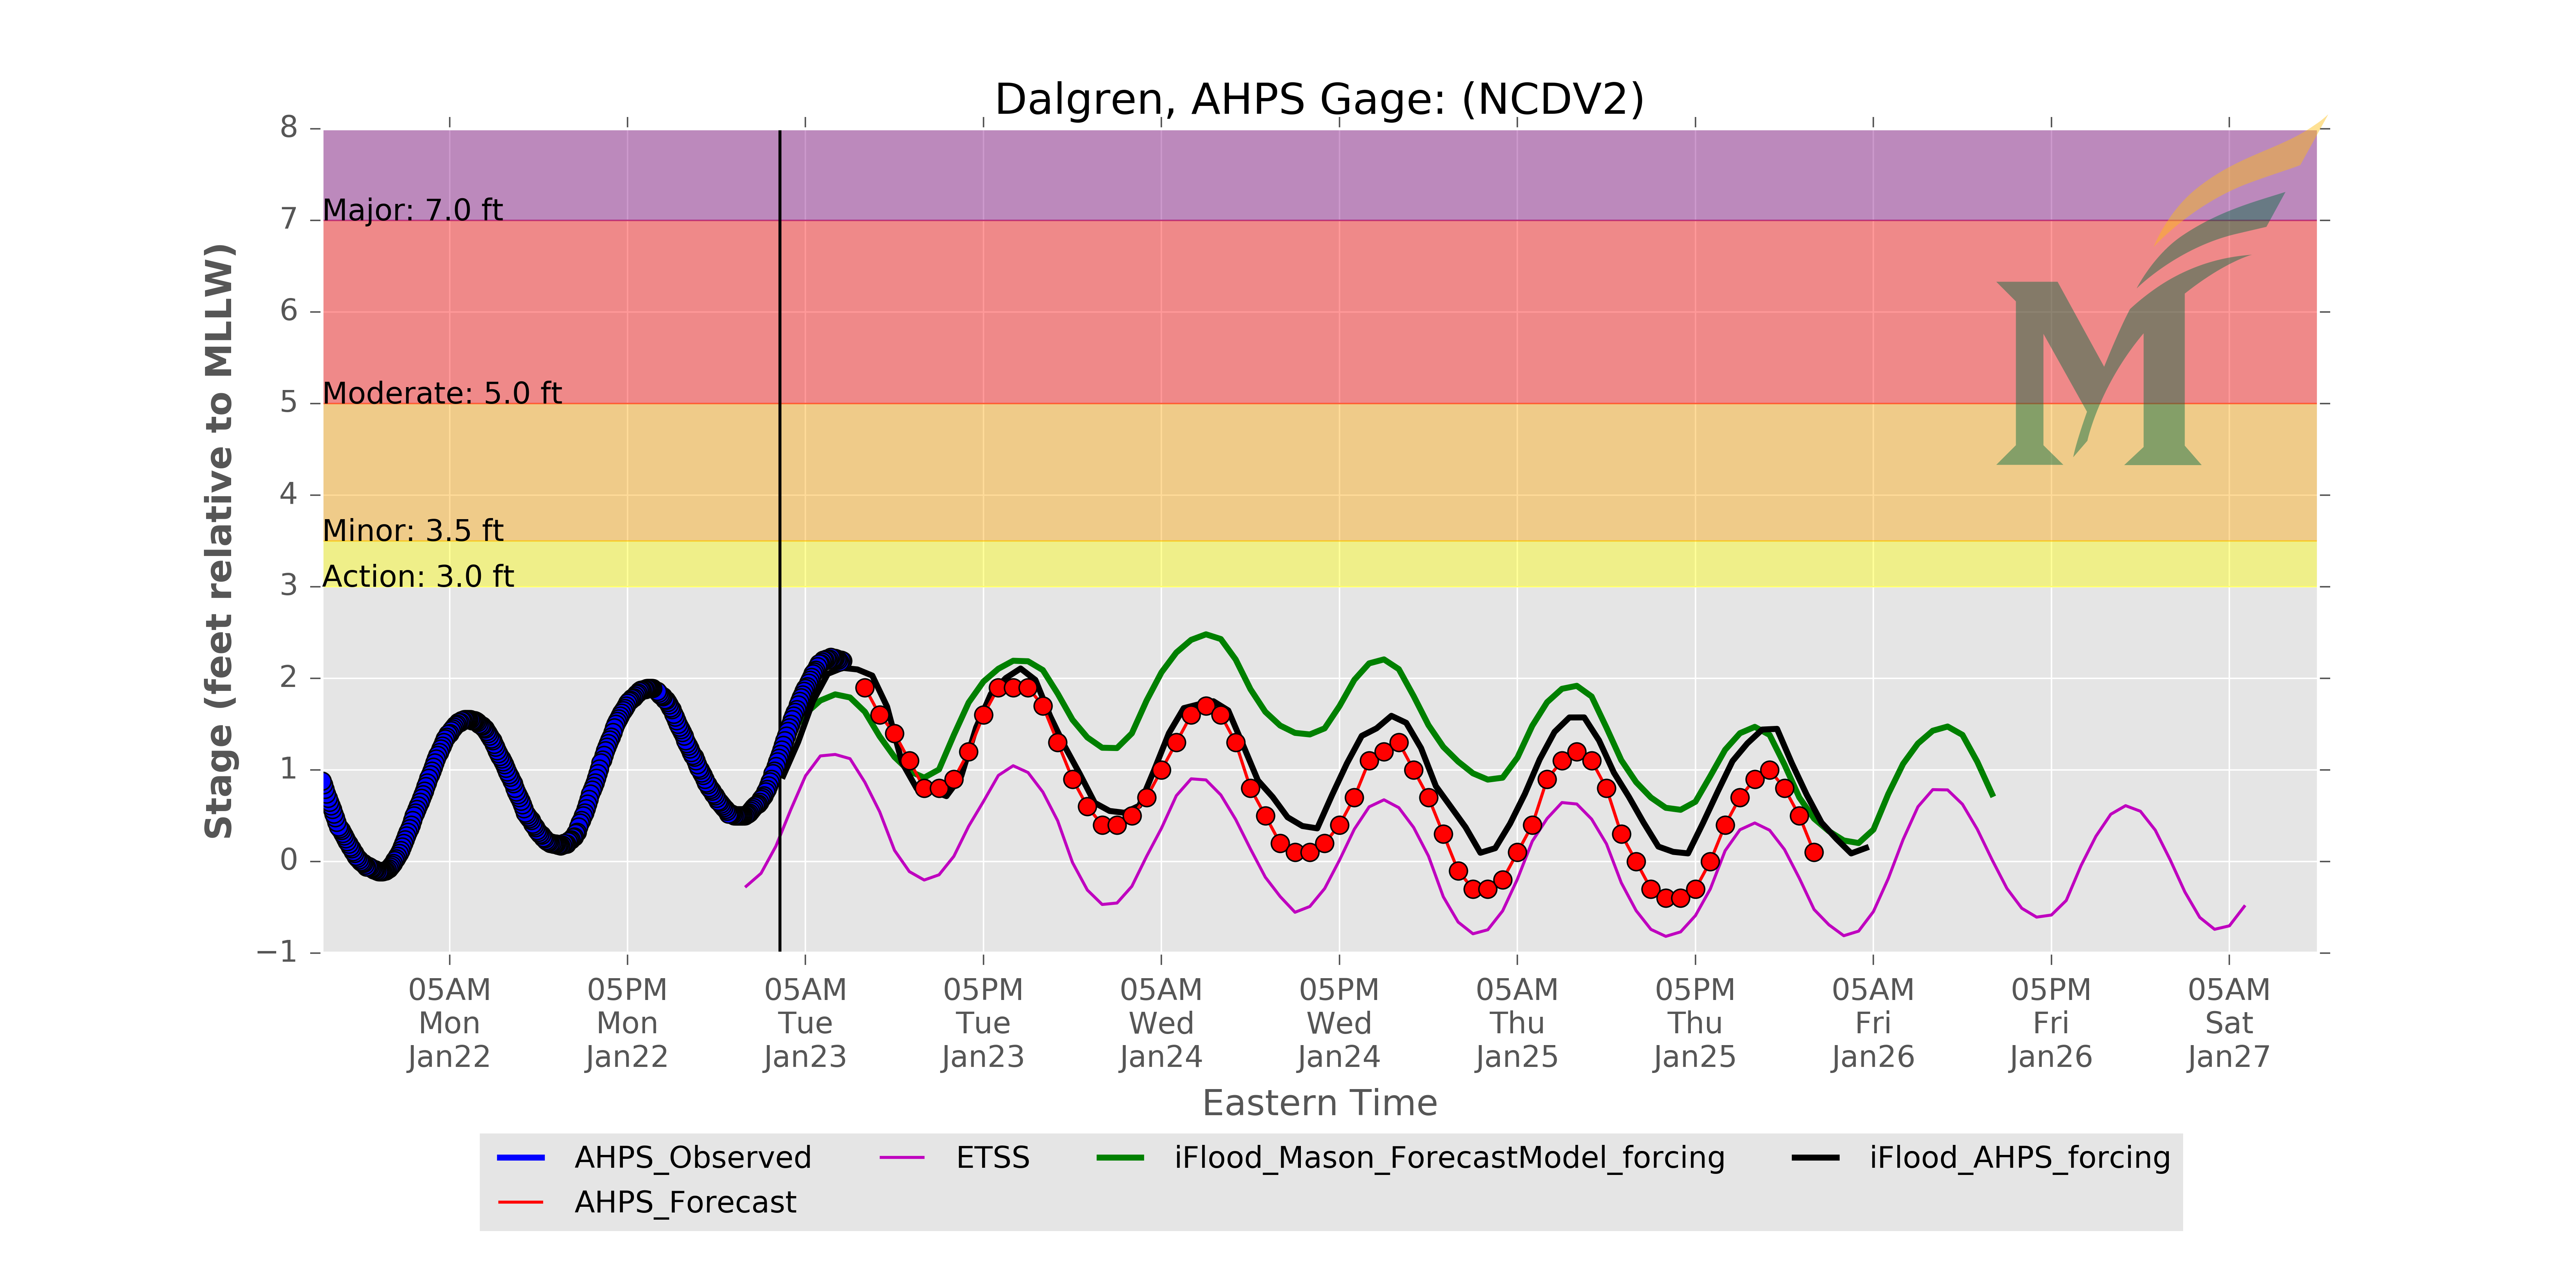 Dalgren, AHPS Gage: (NCDV2)
8
7
6
5
4
3
2
1
0
−1
Stage (feet relative to MLLW)
Major: 7.0 ft
Moderate: 5.0 ft
Minor: 3.5 ft
Action: 3.0 ft
M
05AM
Mon
Jan22
05PM
Mon
Jan22
05AM
Tue
Jan23
05PM
Tue
Jan23
05AM
Wed
Jan24
05PM
Wed
Jan24
05AM
Thu
Jan25
05PM
Thu
Jan25
05AM
Fri
Jan26
05PM
Fri
Jan26
05AM
Sat
Jan27
Eastern Time
AHPS_Observed
AHPS_Forecast
ETSS
iFlood_Mason_ForecastModel_forcing
iFlood_AHPS_forcing